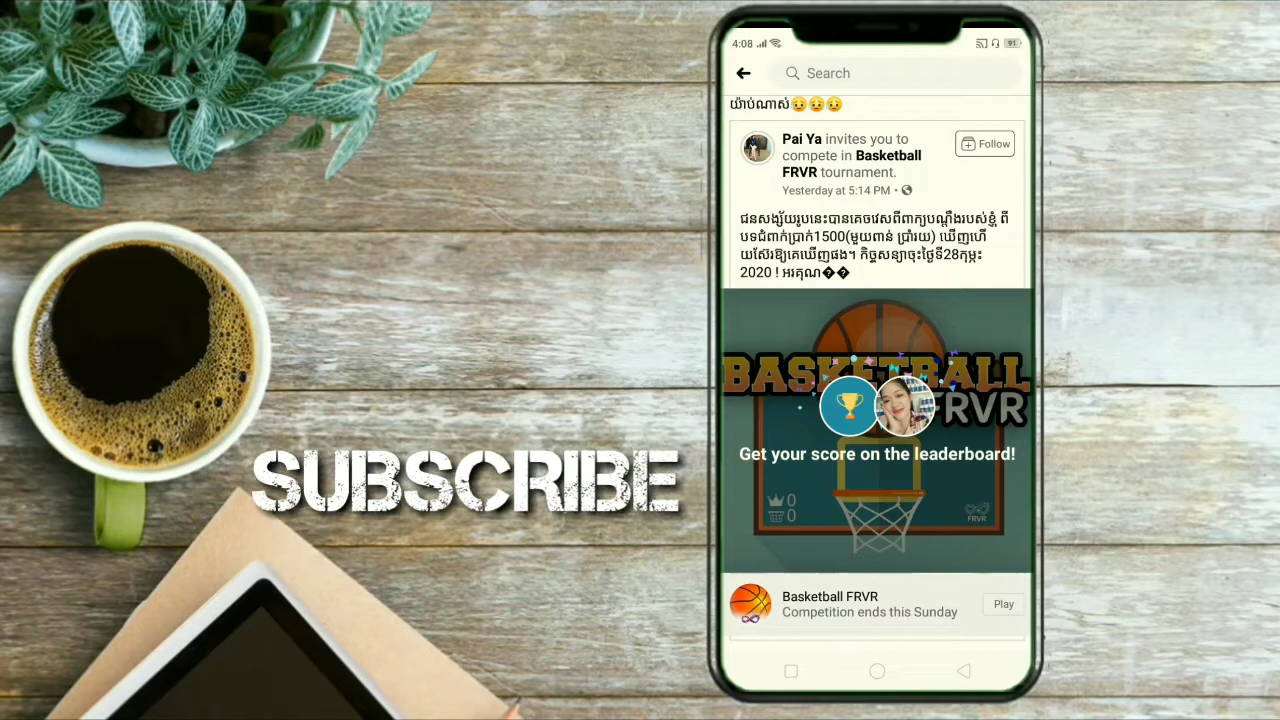 4:08
91
Search
យ៉ាប់ណាស់😥😥😥
Pai Ya invites you to
compete in Basketball
FRVR tournament.
Follow
Yesterday at 5:14 PM •
ជនសង្ស័យរូបនេះបានគេចវេសពីពាក្យបណ្ដឹងរបស់ខ្ញុំ ពី
បទជំពាក់ប្រាក់1500(មួយពាន់ ប្រាំរយ) ឃើញហើ
យស៊ែរឱ្យគេឃើញផង។ កិច្ចសន្យាចុះថ្ងៃទី28កុម្ភះ
2020 ! អរគុណ��
BASKETBALL
FRVR
Get your score on the leaderboard!
0
0
FRVR
SUBSCRIBE
Basketball FRVR
Competition ends this Sunday
Play